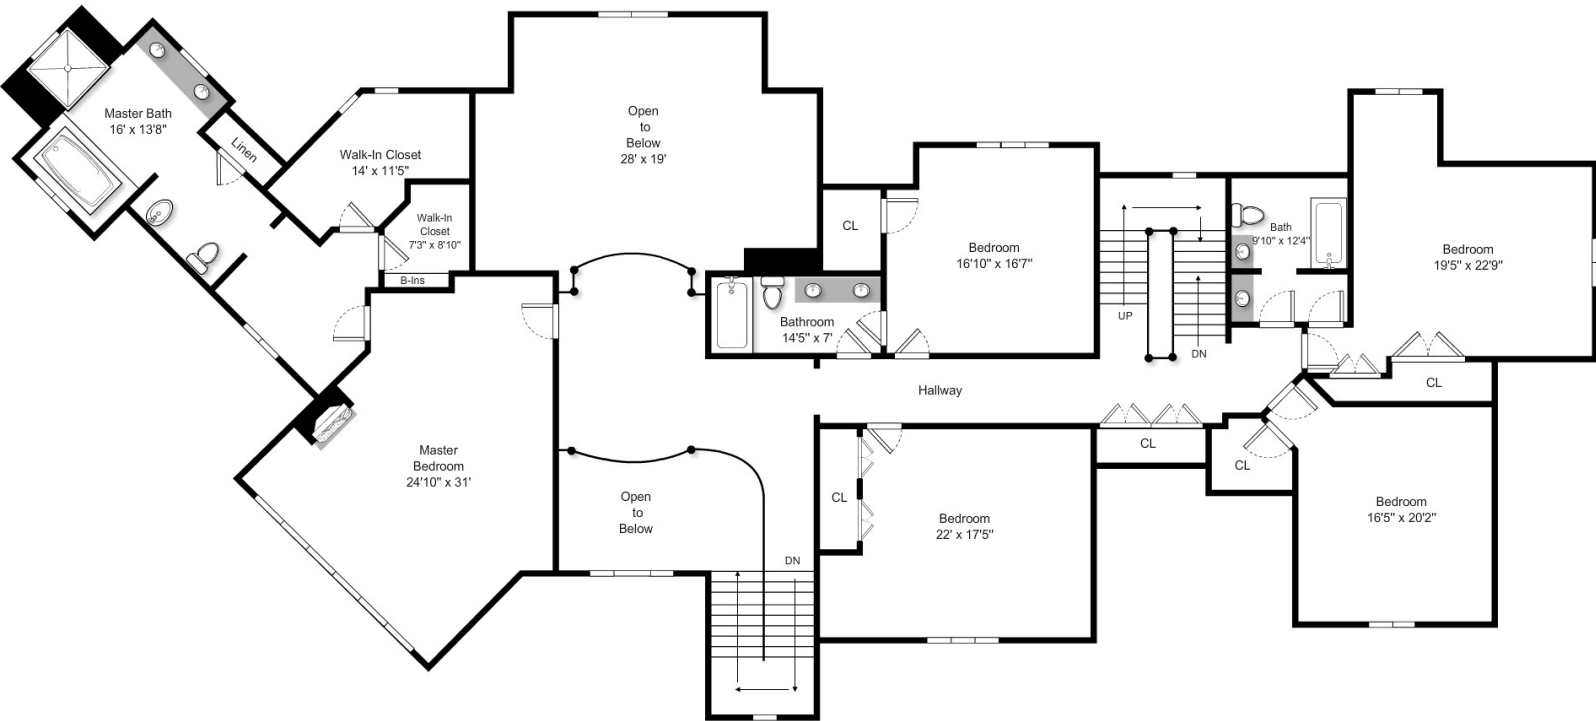 Master Bath
16' x 13'8"
Linen
Walk-In Closet
14' x 11'5"
Walk-In
Closet
7'3" x 8'10"
B-Ins
Open
to
Below
28' x 19'
CL
Bedroom
16'10" x 16'7"
Bathroom
14'5" x 7'
UP
DN
Bath
9'10" x 12'4"
Bedroom
19'5" x 22'9"
CL
Hallway
Master
Bedroom
24'10" x 31'
Open
to
Below
DN
CL
Bedroom
22' x 17'5"
CL
CL
Bedroom
16'5" x 20'2"